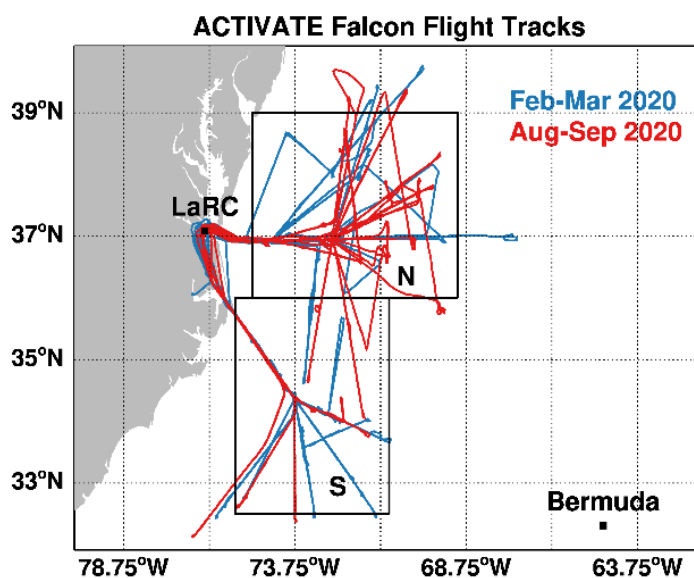 ACTIVATE Falcon Flight Tracks
39°N
Feb-Mar 2020
Aug-Sep 2020
LaRC
37°N
N
35°N
33°N
S
Bermuda
78.75°W 73.75°W 68.75°W 63.75°W